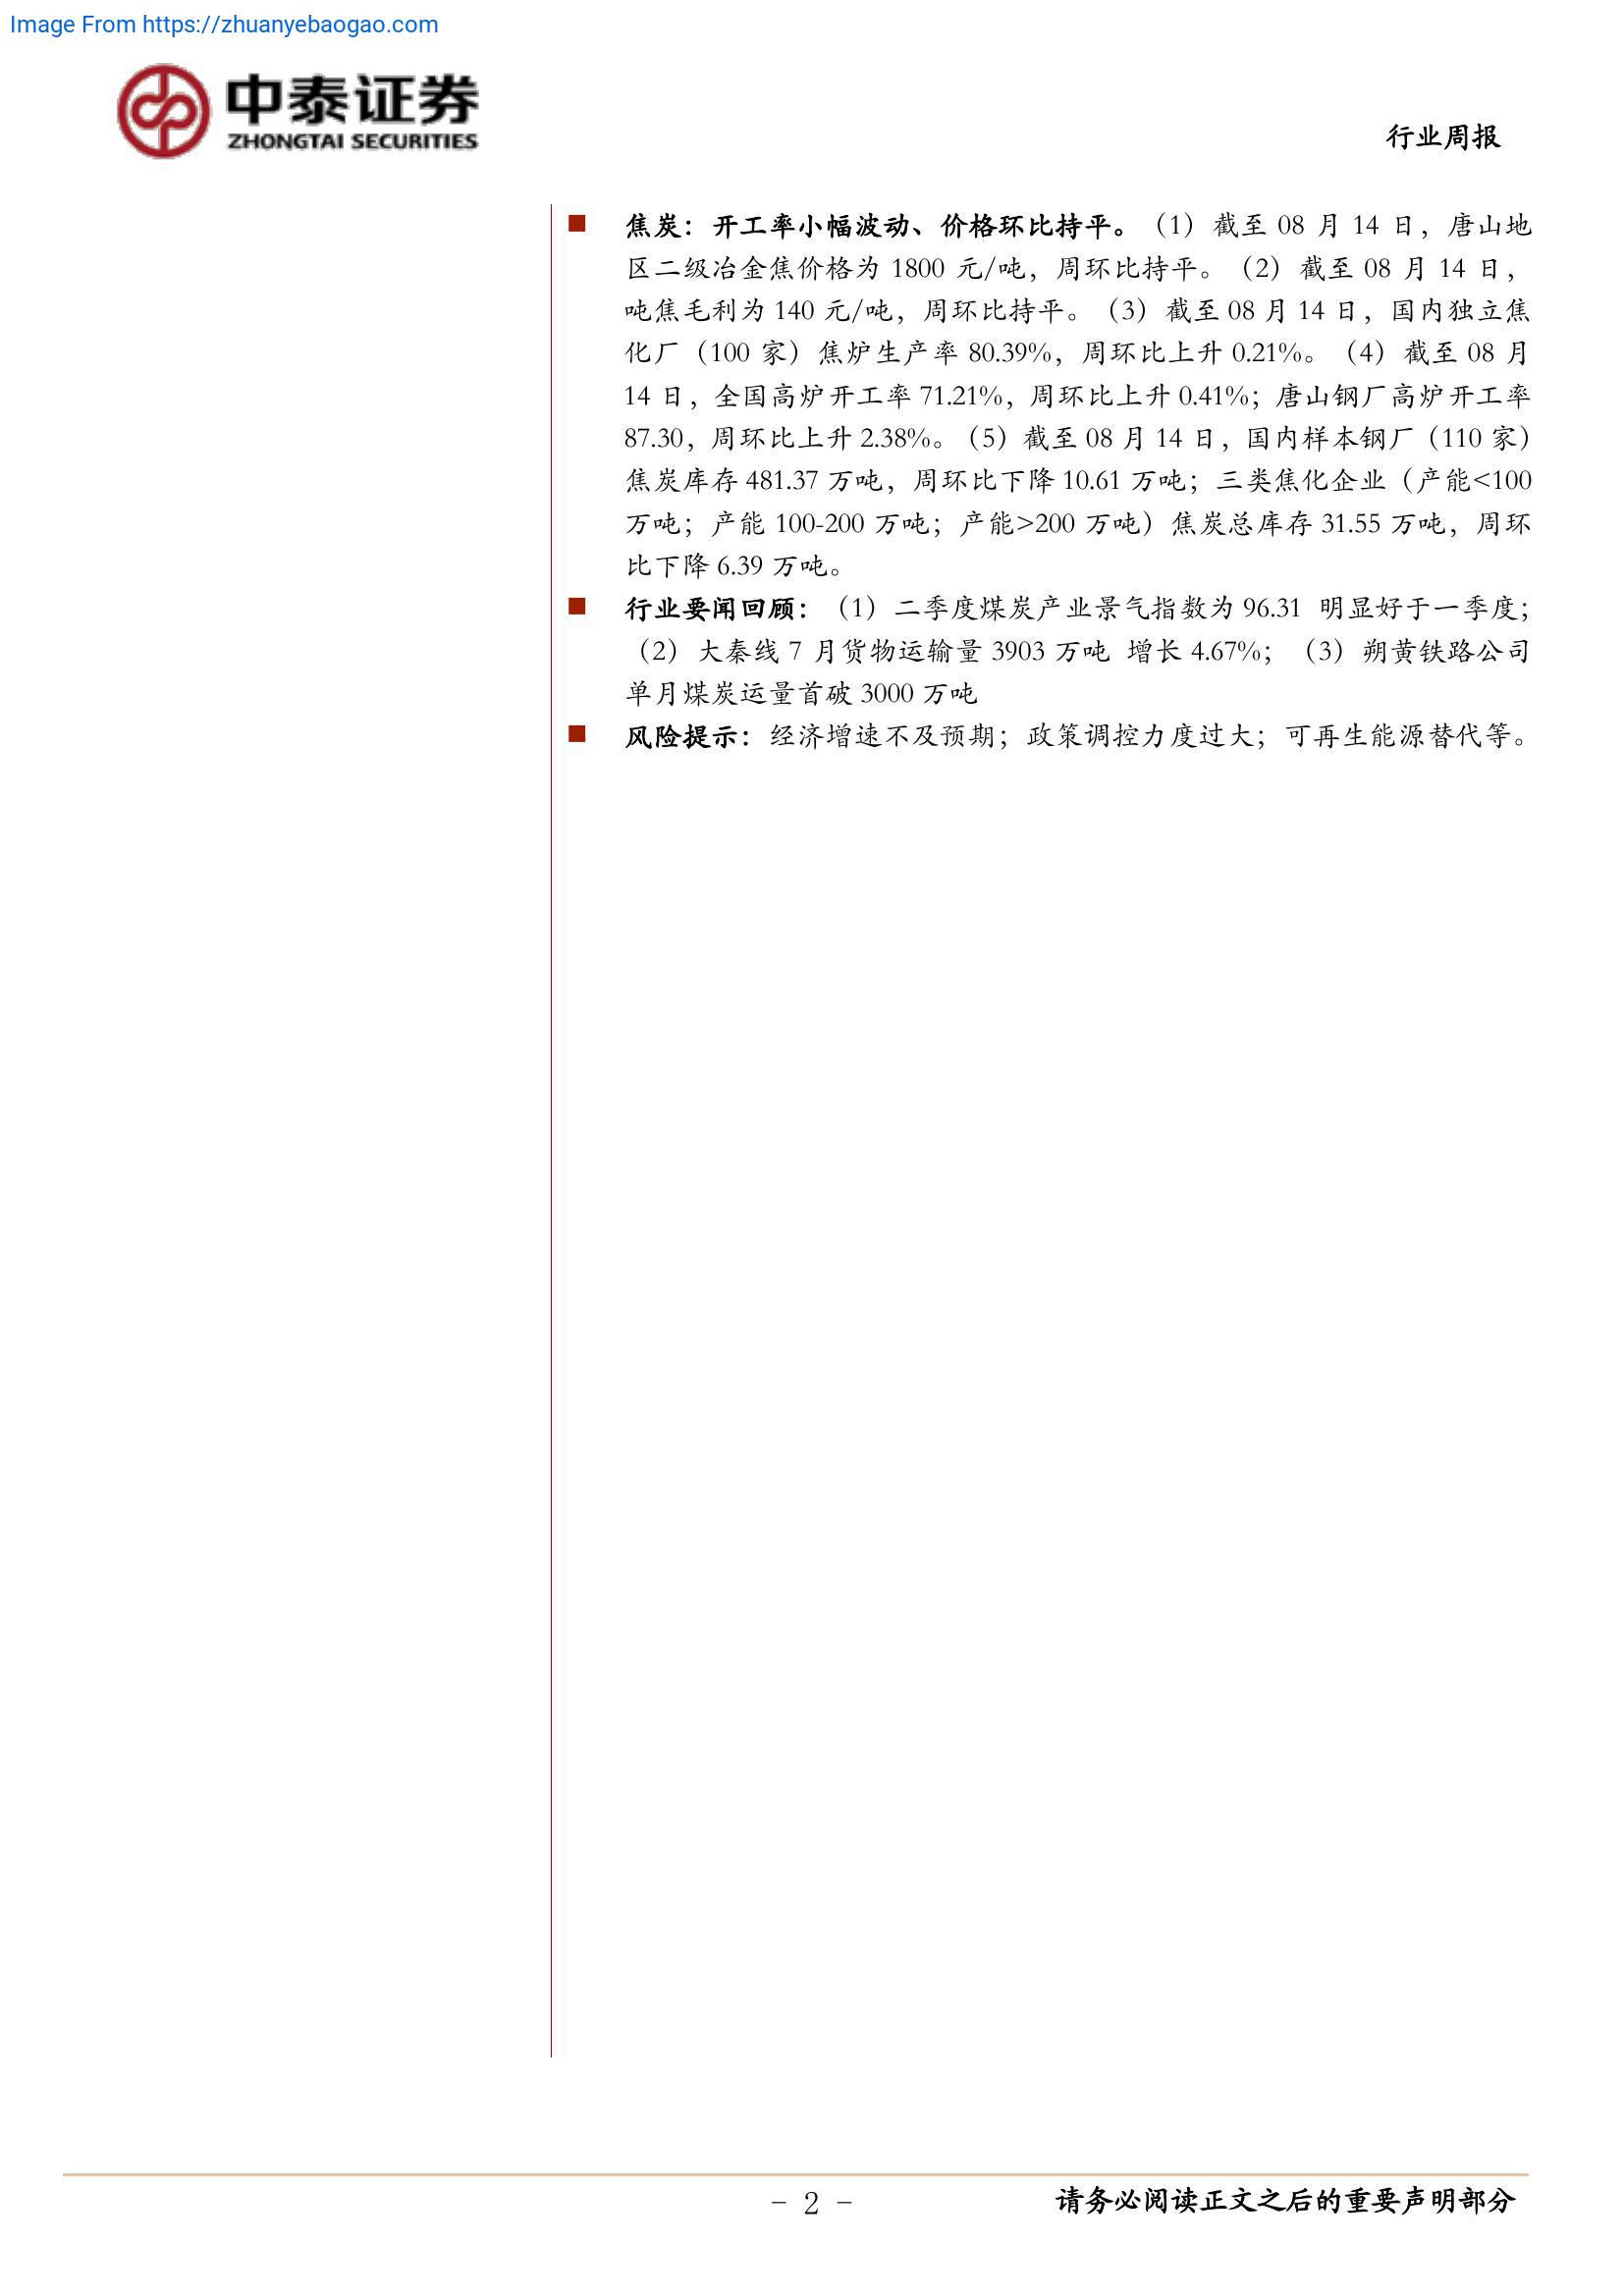 Image From https://zhuanyebaogao.com
中泰证券
ZHONGTAI SECURITIES
行业周报
焦炭：开工率小幅波动、价格环比持平。（1）截至 08 月 14 日，唐山地
区二级冶金焦价格为 1800 元/吨，周环比持平。（2）截至 08 月 14 日，
吨焦毛利为 140 元/吨，周环比持平。（3）截至 08 月 14 日，国内独立焦
化厂（100 家）焦炉生产率 80.39%，周环比上升 0.21%。（4）截至 08 月
14 日，全国高炉开工率 71.21%，周环比上升 0.41%；唐山钢厂高炉开工率
87.30，周环比上升 2.38%。（5）截至 08 月 14 日，国内样本钢厂（110 家）
焦炭库存 481.37 万吨，周环比下降 10.61 万吨；三类焦化企业（产能<100
万吨；产能 100-200 万吨；产能>200 万吨）焦炭总库存 31.55 万吨，周环
比下降 6.39 万吨。
行业要闻回顾：（1）二季度煤炭产业景气指数为 96.31 明显好于一季度；
（2）大秦线 7 月货物运输量 3903 万吨 增长 4.67%；（3）朔黄铁路公司
单月煤炭运量首破 3000 万吨
风险提示：经济增速不及预期；政策调控力度过大；可再生能源替代等。
- 2 -
请务必阅读正文之后的重要声明部分